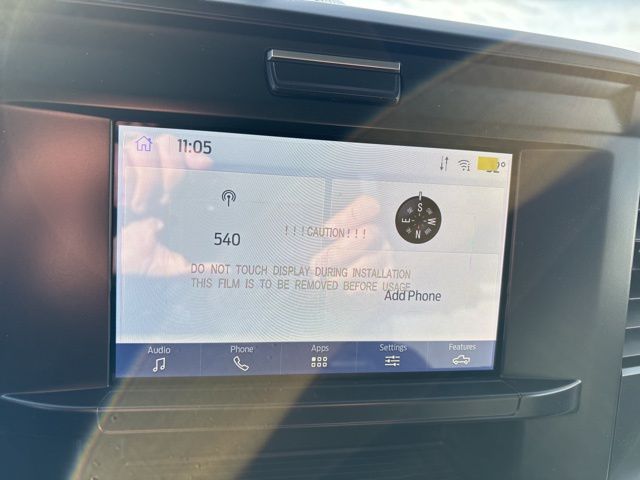 11:05
540
! ! ! CAUTION ! ! !
S
E W
N
DO NOT TOUCH DISPLAY DURING INSTALLATION
THIS FILM IS TO BE REMOVED BEFORE USAGE
Add Phone
Audio Phone Apps Settings Features